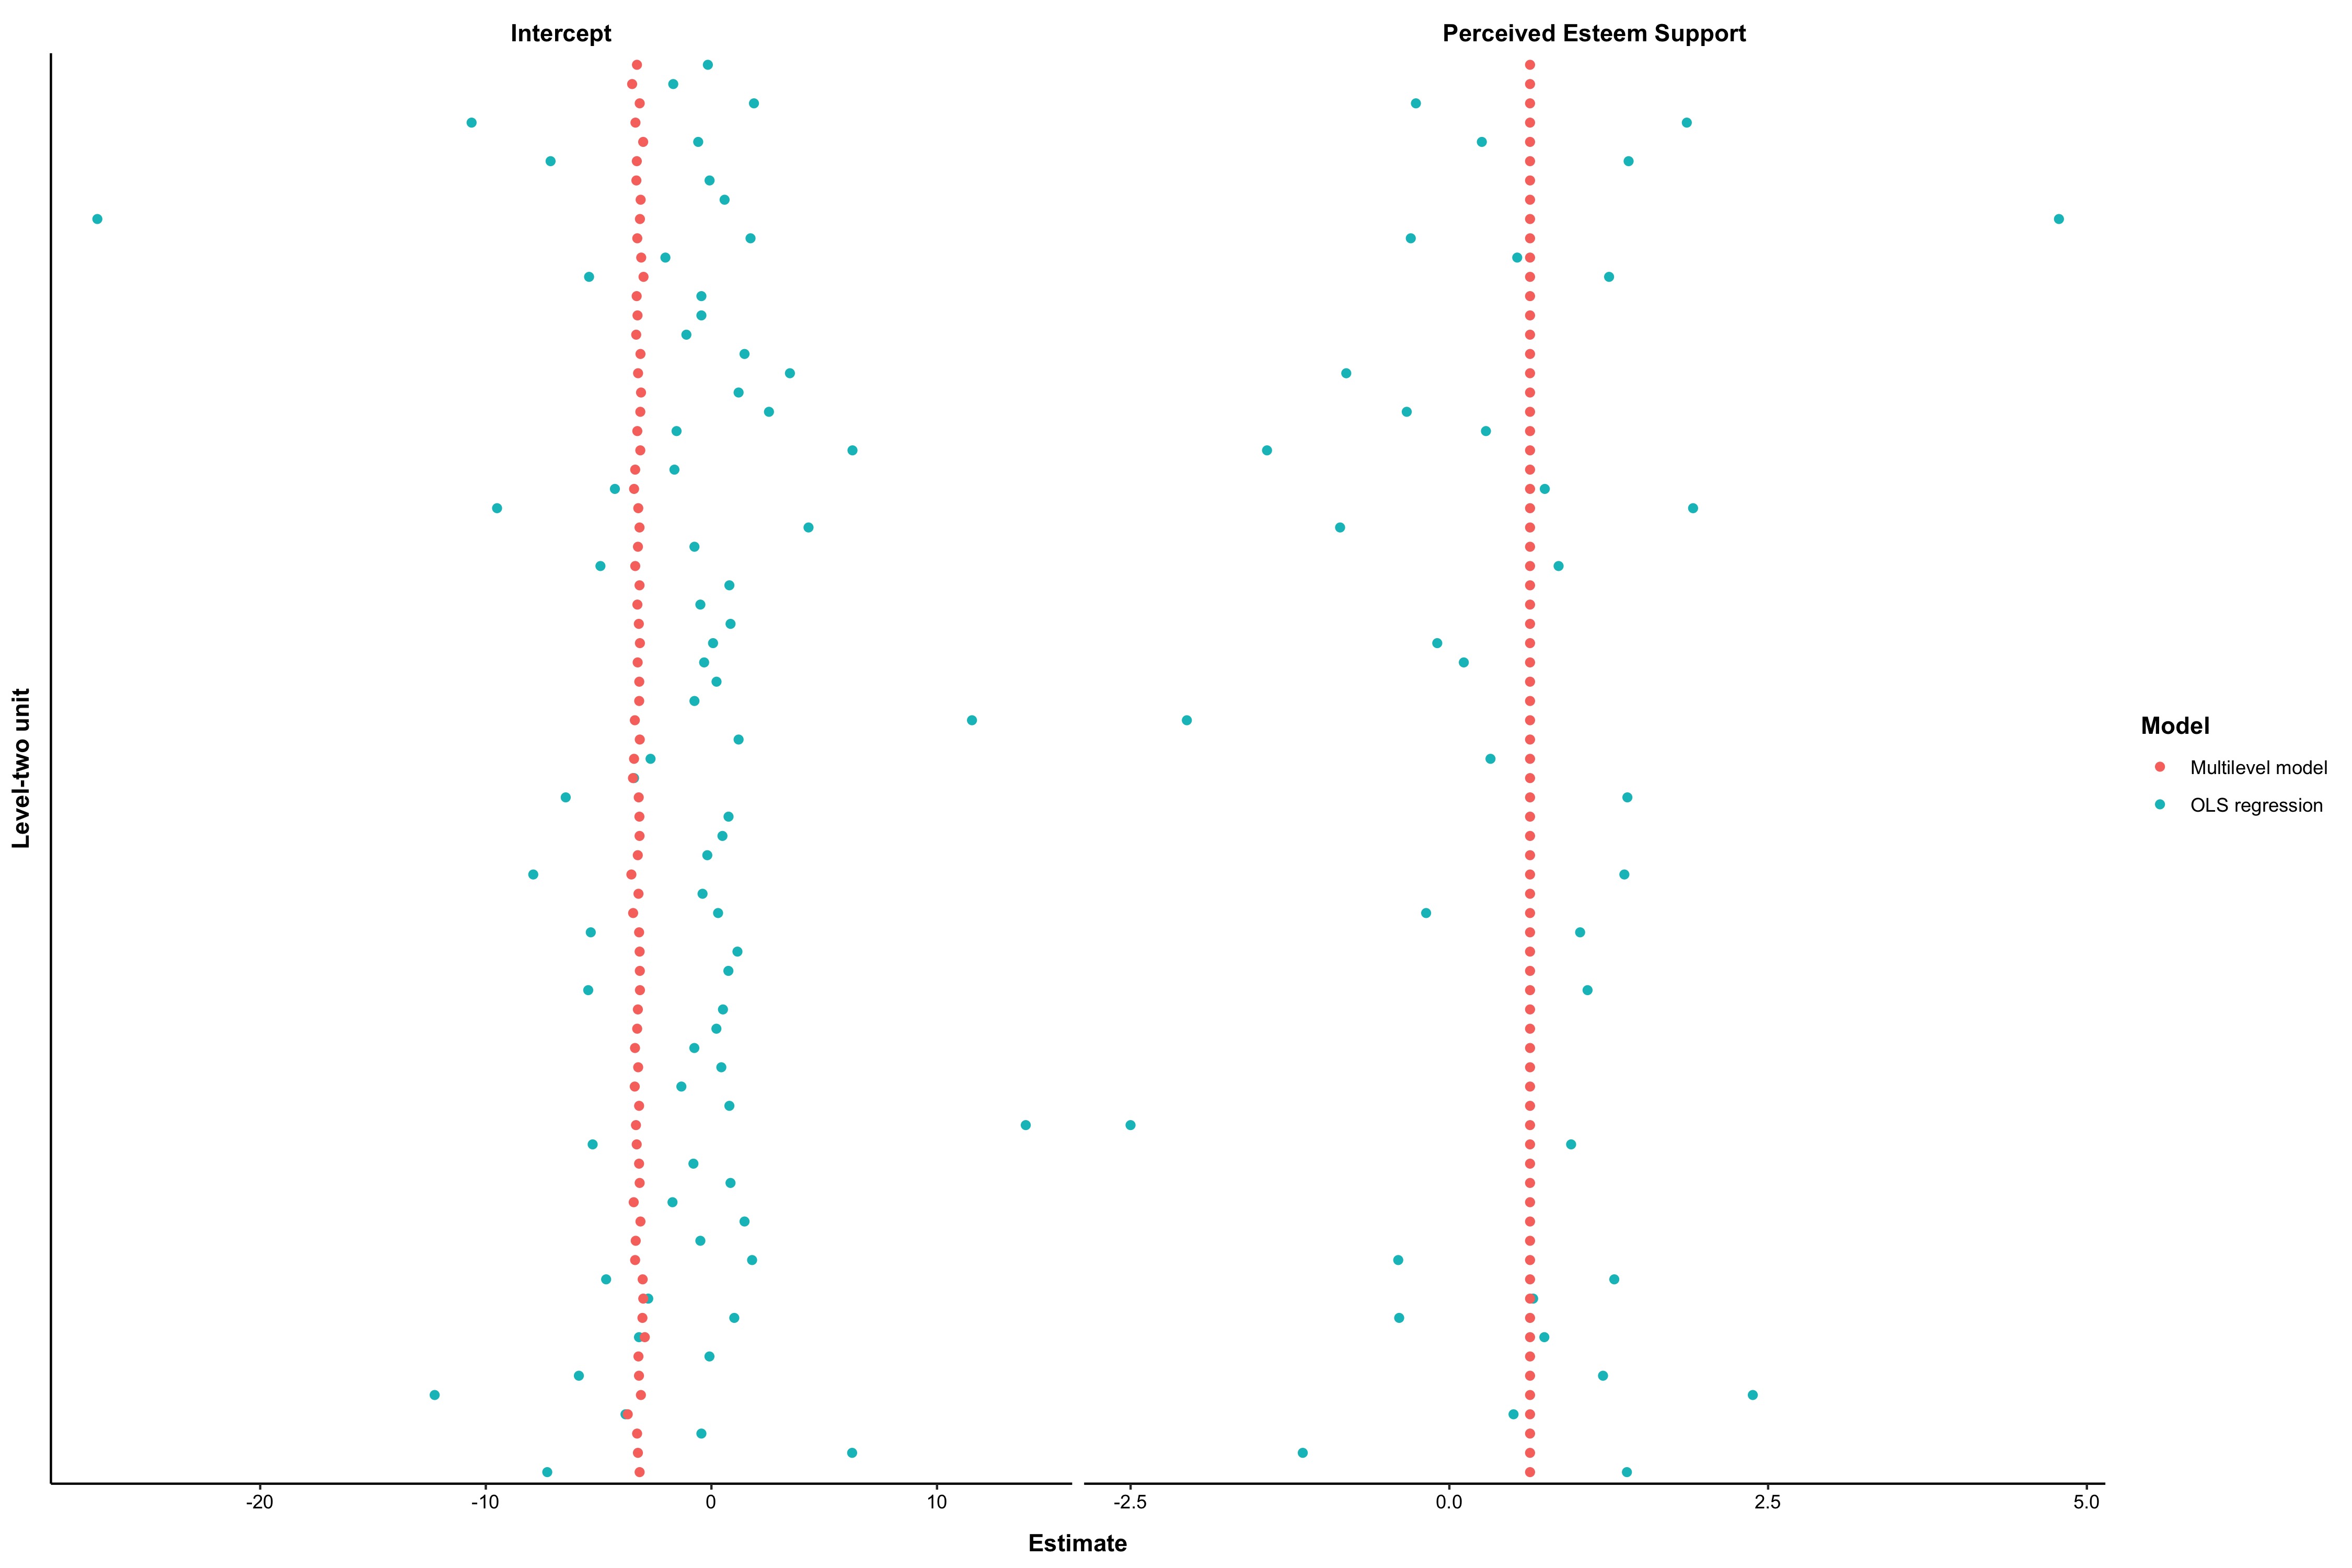 Intercept
Perceived Esteem Support
Level-two unit
Model
Multilevel model
OLS regression
-20
-10
0
10
-2.5
0.0
2.5
5.0
Estimate